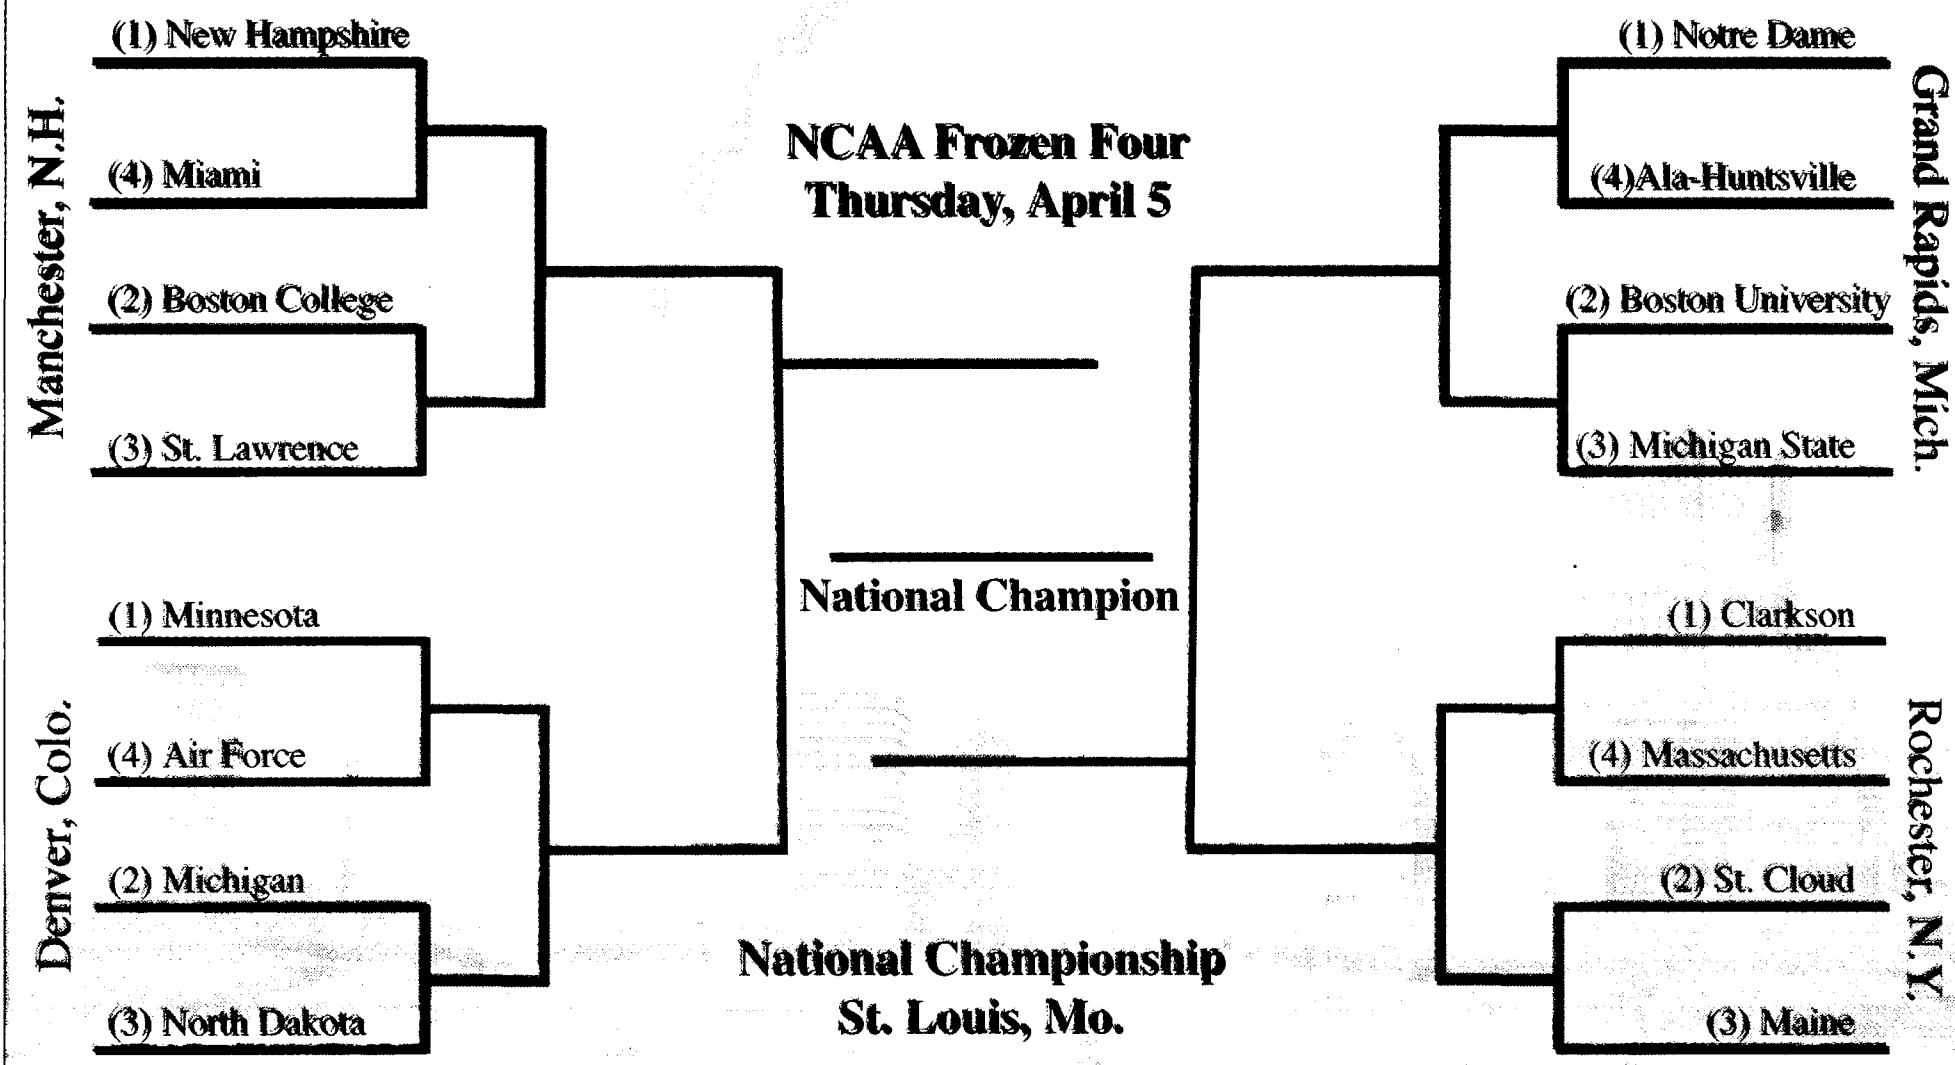 (1) New Hampshire
(4) Miami
(2) Boston College
(3) St. Lawrence
Manchester, N.H.
(1) Minnesota
(4) Air Force
(2) Michigan
(3) North Dakota
Denver, Colo.
NCAA Frozen Four
Thursday, April 5
National Champion
National Championship
St. Louis, Mo.
(1) Notre Dame
(4)Ala-Huntsville
(2) Boston University
(3) Michigan State
Grand Rapids, Mich.
(1) Clarkson
(4) Massachusetts
(2) St. Cloud
(3) Maine
Rochester, N.Y.